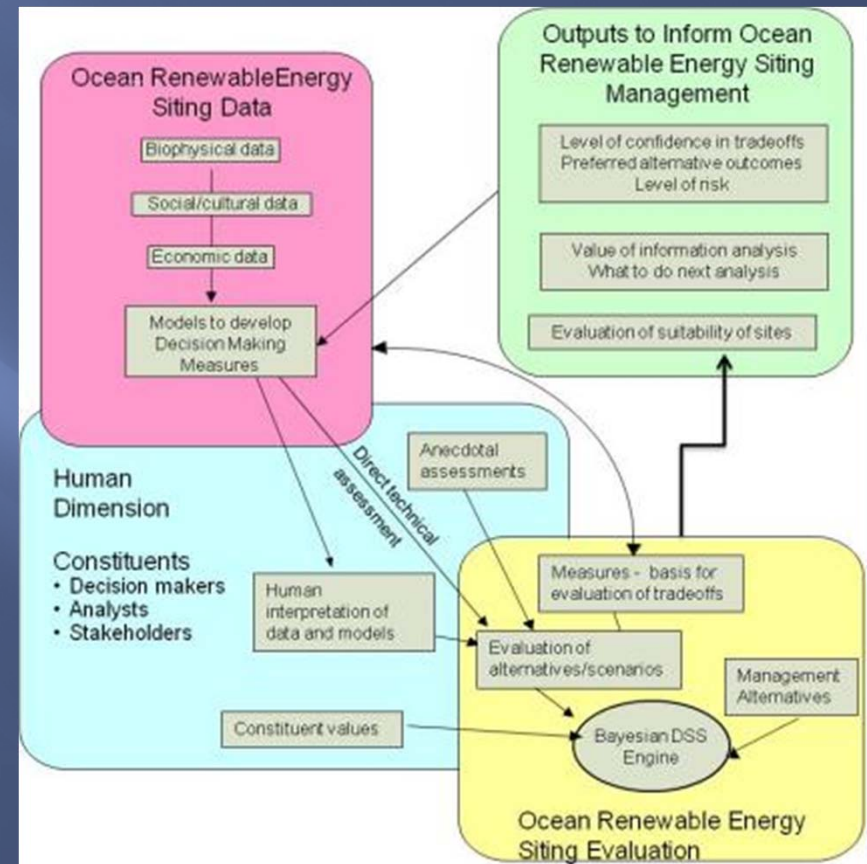 Ocean RenewableEnergy
Siting Data
Biophysical data
Social/cultural data
Economic data
Models to develop
Decision Making
Measures
Outputs to Inform Ocean
Renewable Energy Siting
Management
Level of confidence in tradeoffs
Preferred alternative outcomes
Level of risk
Value of information analysis
What to do next analysis
Evaluation of suitability of sites
Human
Dimension
Constituents
• Decision makers
• Analysts
• Stakeholders
Direct technical
assessment
Anecdotal
assessments
Human
interpretation of
data and models
Constituent values
Measures - basis for
evaluation of tradeoffs
Evaluation of
alternatives/scenarios
Management
Alternatives
Bayesian DSS
Engine
Ocean Renewable Energy
Siting Evaluation